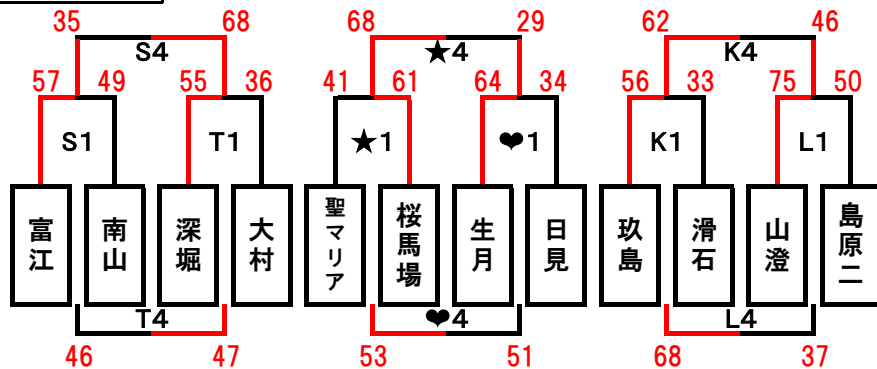 35 68 68 29 62 46
S4 ★4 K4
57 49 55 36 41 61 64 34 56 33 75 50
S1 T1 ★1 ❤1 K1 L1
富江 南山 深堀 大村 聖マリア 桜馬場 生月 日見 玖島 滑石 山澄 島原二
T4 ❤4 L4
46 47 53 51 68 37